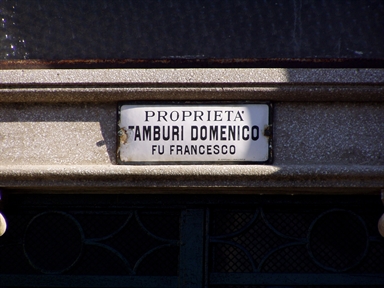 PROPRIETA'
TAMBURI DOMENICO
FU FRANCESCO